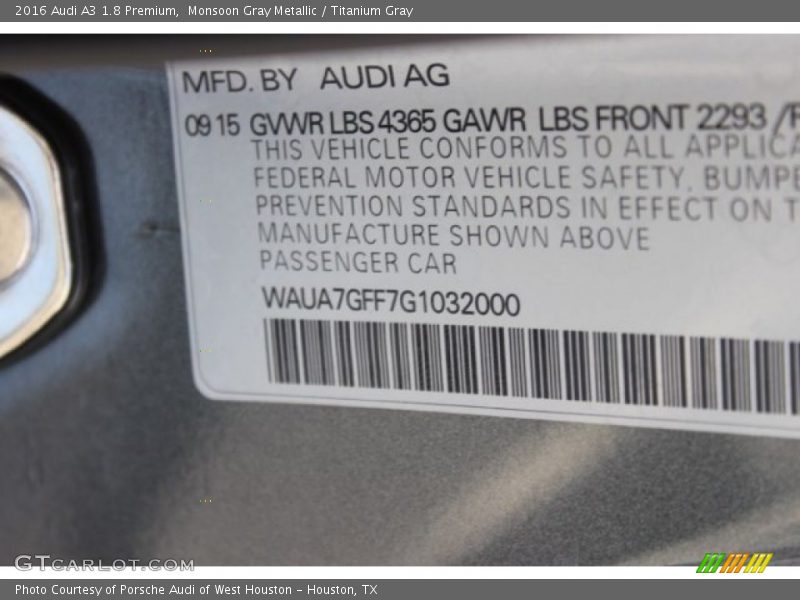 2016 Audi A3 1.8 Premium,  Monsoon Gray Metallic / Titanium Gray
MFD. BY AUDI AG
09 15 GVWR LBS 4365 GAWR LBS FRONT 2293 /
THIS VEHICLE CONFORMS TO ALL
FEDERAL MOTOR VEHICLE SAFETY,
PREVENTION STANDARDS IN EFFECT ON
MANUFACTURE SHOWN ABOVE
PASSENGER CAR
WAUA7GFF7G1032000
GTCARLOT.COM
Photo Courtesy of Porsche Audi of West Houston – Houston, TX